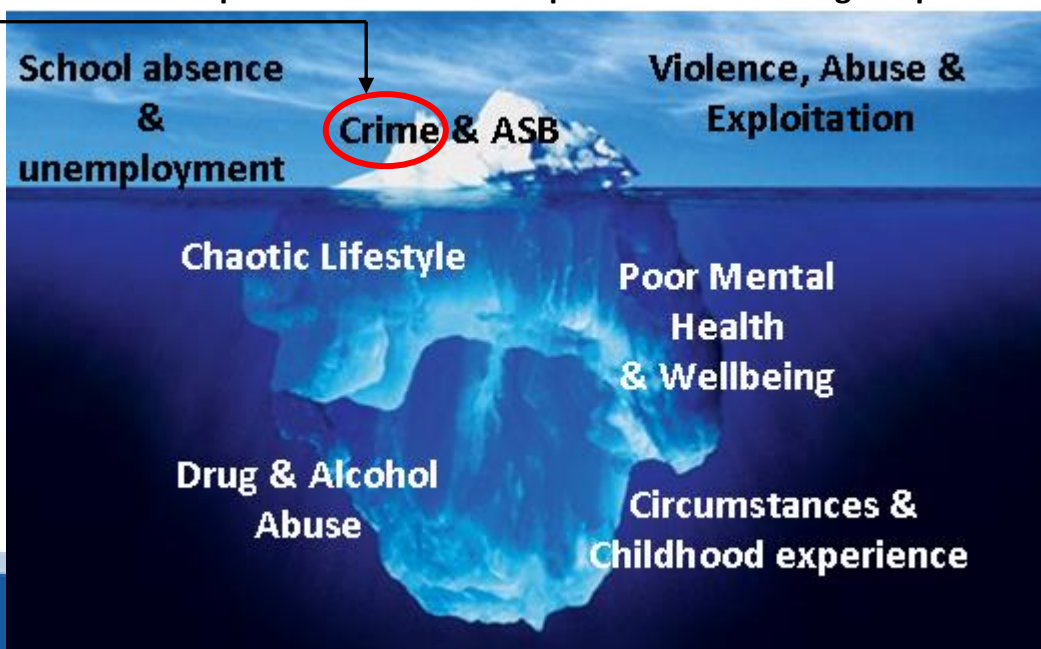 School absence
&
unemployment
Crime & ASB
Violence, Abuse &
Exploitation
Chaotic Lifestyle
Poor Mental
Health
& Wellbeing
Drug & Alcohol
Abuse
Circumstances &
Childhood experience